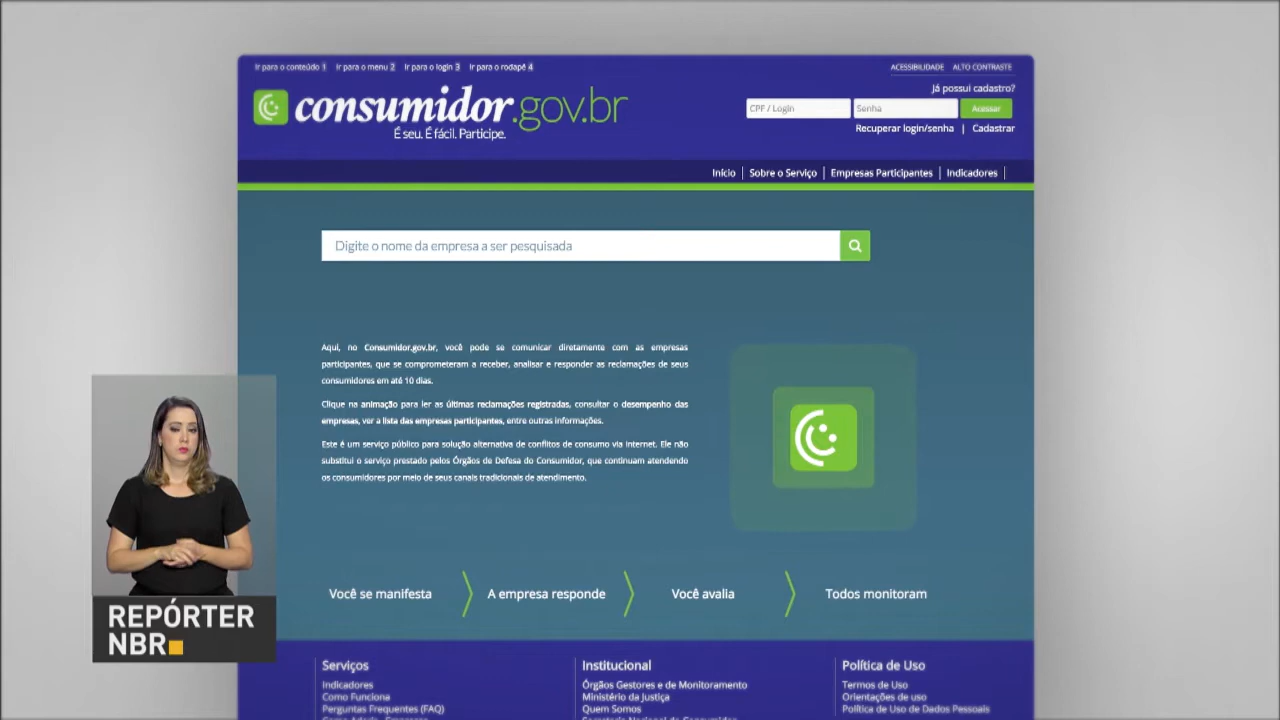 Ir para o conteúdo 1 Ir para o menu 2 Ir para o login 3 Ir para o rodapé 4
ACESSIBILIDADE ALTO CONTRASTE
Já possui cadastro?
consumidor.gov.br
É seu. É fácil. Participe.
CPF / Login Senha Acessar
Recuperar login/senha | Cadastrar
Início | Sobre o Serviço | Empresas Participantes | Indicadores |
Digite o nome da empresa a ser pesquisada
Aqui, no Consumidor.gov.br, você pode se comunicar diretamente com as empresas
participantes, que se comprometeram a receber, analisar e responder as reclamações de seus
consumidores em até 10 dias.
Clique na animação para ler as últimas reclamações registradas, consultar o desempenho das
empresas, ver a lista das empresas participantes, entre outras informações.
Este é um serviço público para solução alternativa de conflitos de consumo via internet. Ele não
substitui o serviço prestado pelos Órgãos de Defesa do Consumidor, que continuam atendendo
os consumidores por meio de seus canais tradicionais de atendimento.
Você se manifesta A empresa responde Você avalia Todos monitoram
REPÓRTER
NBR
Serviços
Indicadores
Como Funciona
Perguntas Frequentes (FAQ)
Institucional
Órgãos Gestores e de Monitoramento
Ministério da Justiça
Quem Somos
Política de Uso
Termos de Uso
Orientações de uso
Política de Uso de Dados Pessoais